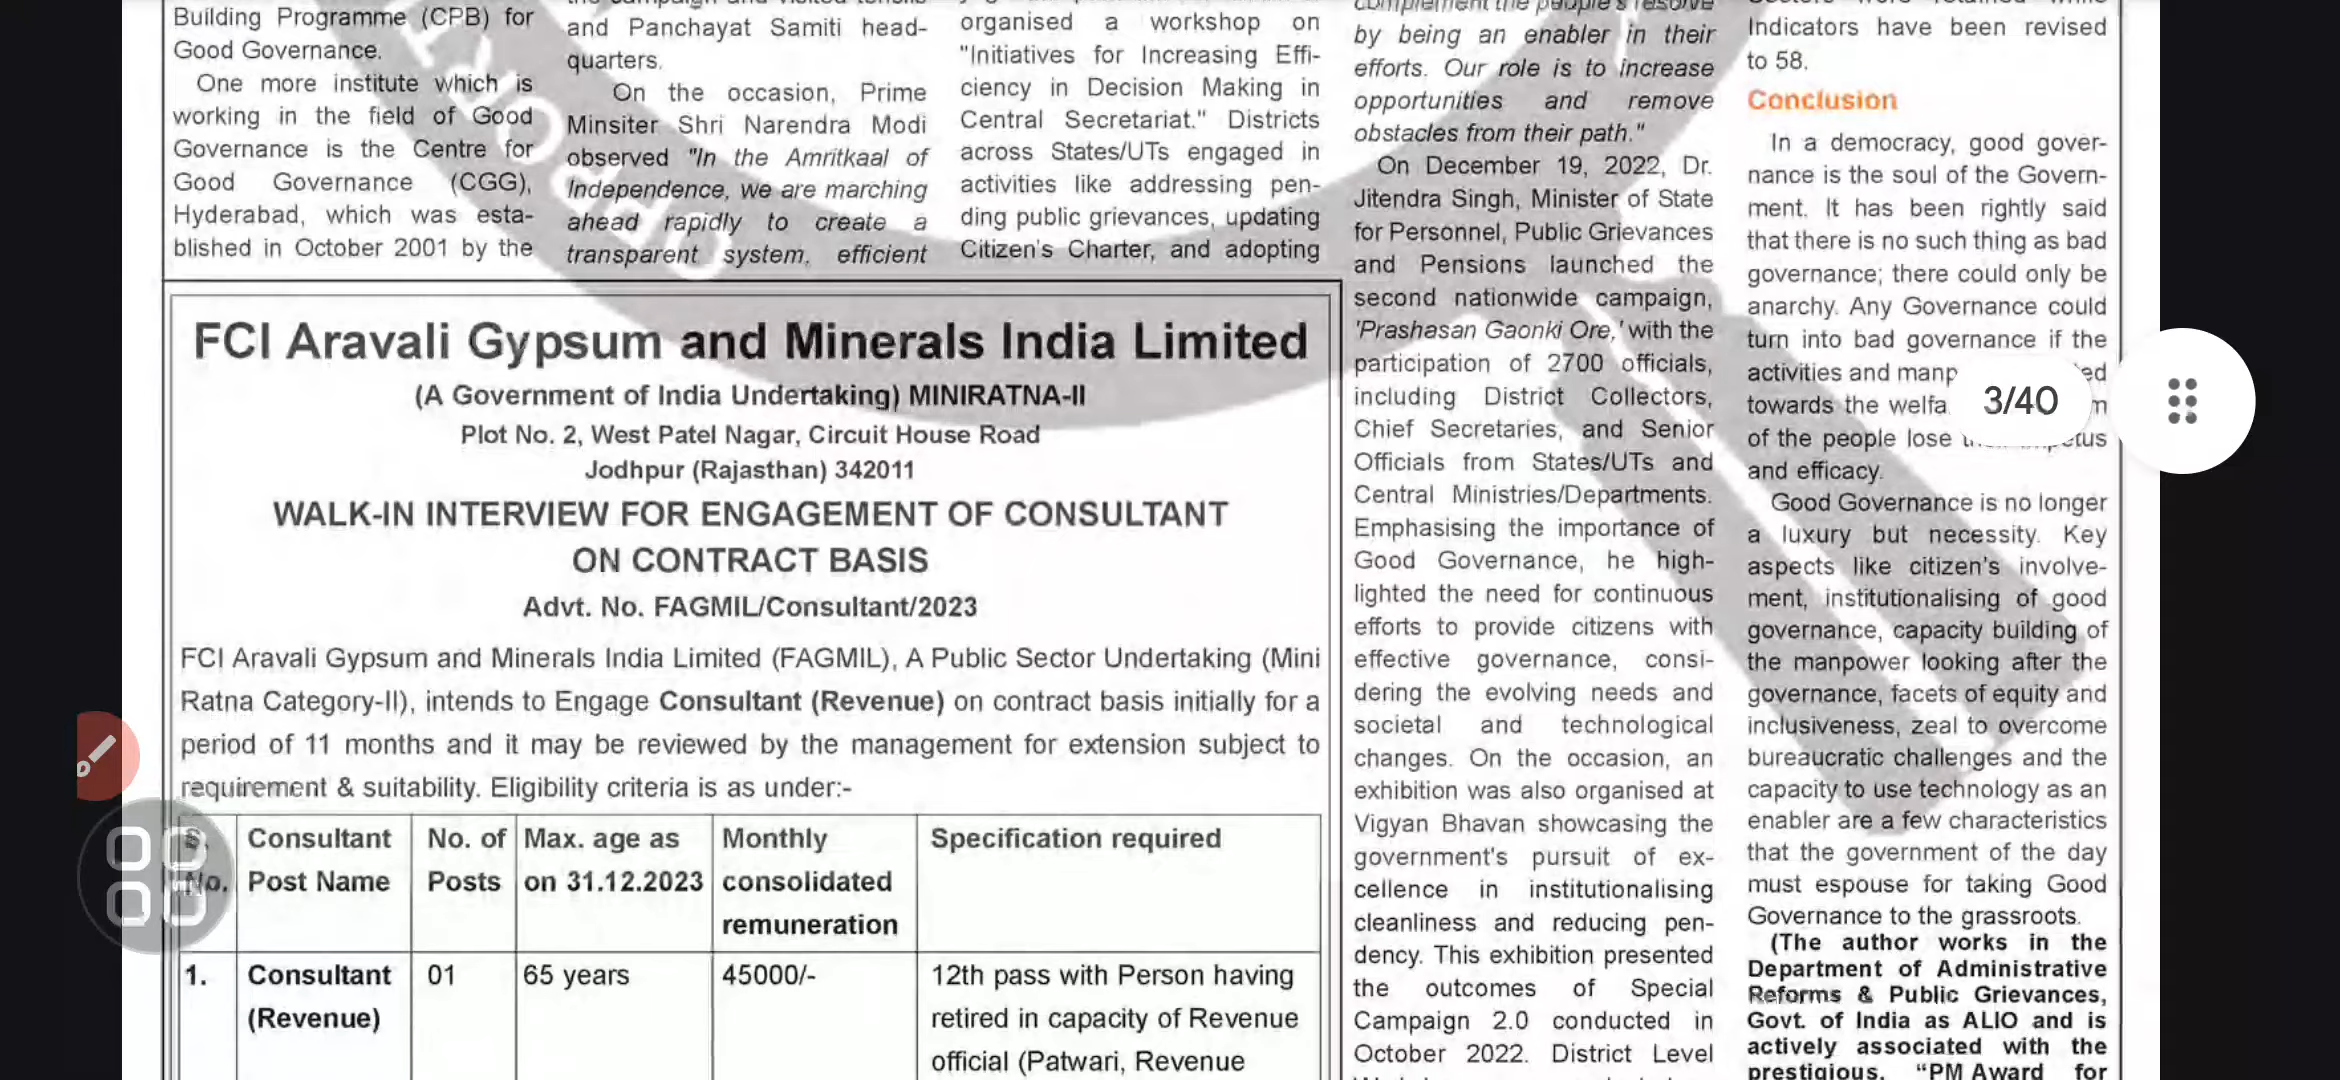 Building Programme (CPB) for
Good Governance.
One more institute which is
working in the field of Good
Governance is the Centre for
Good Governance (CGG),
Hyderabad, which was esta-
blished in October 2001 by the
and Panchayat Samiti head-
quarters.
On the occasion, Prime
Minsiter Shri Narendra Modi
observed "In the Amritkaal of
Independence, we are marching
ahead rapidly to create a
transparent system, efficient
organised a workshop on
"Initiatives for Increasing Effi-
ciency in Decision Making in
Central Secretariat." Districts
across States/UTs engaged in
activities like addressing pen-
ding public grievances, updating
Citizen's Charter, and adopting
FCI Aravali Gypsum and Minerals India Limited
(A Government of India Undertaking) MINIRATNA-II
Plot No. 2, West Patel Nagar, Circuit House Road
Jodhpur (Rajasthan) 342011
WALK-IN INTERVIEW FOR ENGAGEMENT OF CONSULTANT
ON CONTRACT BASIS
Advt. No. FAGMIL/Consultant/2023
FCI Aravali Gypsum and Minerals India Limited (FAGMIL), A Public Sector Undertaking (Mini
Ratna Category-II), intends to Engage Consultant (Revenue) on contract basis initially for a
period of 11 months and it may be reviewed by the management for extension subject to
requirement & suitability. Eligibility criteria is as under:-
S. No. Consultant Post Name No. of Posts Max. age as on 31.12.2023 Monthly consolidated remuneration Specification required
1. Consultant (Revenue) 01 65 years 45000/- 12th pass with Person having
retired in capacity of Revenue
official (Patwari, Revenue
complement the people's resolve
by being an enabler in their
efforts. Our role is to increase
opportunities and remove
obstacles from their path."
On December 19, 2022, Dr.
Jitendra Singh, Minister of State
for Personnel, Public Grievances
and Pensions launched the
second nationwide campaign,
'Prashasan Gaonki Ore,' with the
participation of 2700 officials,
including District Collectors,
Chief Secretaries, and Senior
Officials from States/UTs and
Central Ministries/Departments.
Emphasising the importance of
Good Governance, he high-
lighted the need for continuous
efforts to provide citizens with
effective governance, consi-
dering the evolving needs and
societal and technological
changes. On the occasion, an
exhibition was also organised at
Vigyan Bhavan showcasing the
government's pursuit of ex-
cellence in institutionalising
cleanliness and reducing pen-
dency. This exhibition presented
the outcomes of Special
Campaign 2.0 conducted in
October 2022. District Level
Indicators have been revised
to 58.
Conclusion
In a democracy, good gover-
nance is the soul of the Govern-
ment. It has been rightly said
that there is no such thing as bad
governance; there could only be
anarchy. Any Governance could
turn into bad governance if the
activities and manp
towards the welfa
of the people lose
and efficacy.
Good Governance is no longer
a luxury but necessity. Key
aspects like citizen's involve-
ment, institutionalising of good
governance, capacity building of
the manpower looking after the
governance, facets of equity and
inclusiveness, zeal to overcome
bureaucratic challenges and the
capacity to use technology as an
enabler are a few characteristics
that the government of the day
must espouse for taking Good
Governance to the grassroots.
(The author works in the
Department of Administrative
Reforms & Public Grievances,
Govt. of India as ALIO and is
actively associated with the
prestigious, "PM Award for
3/40